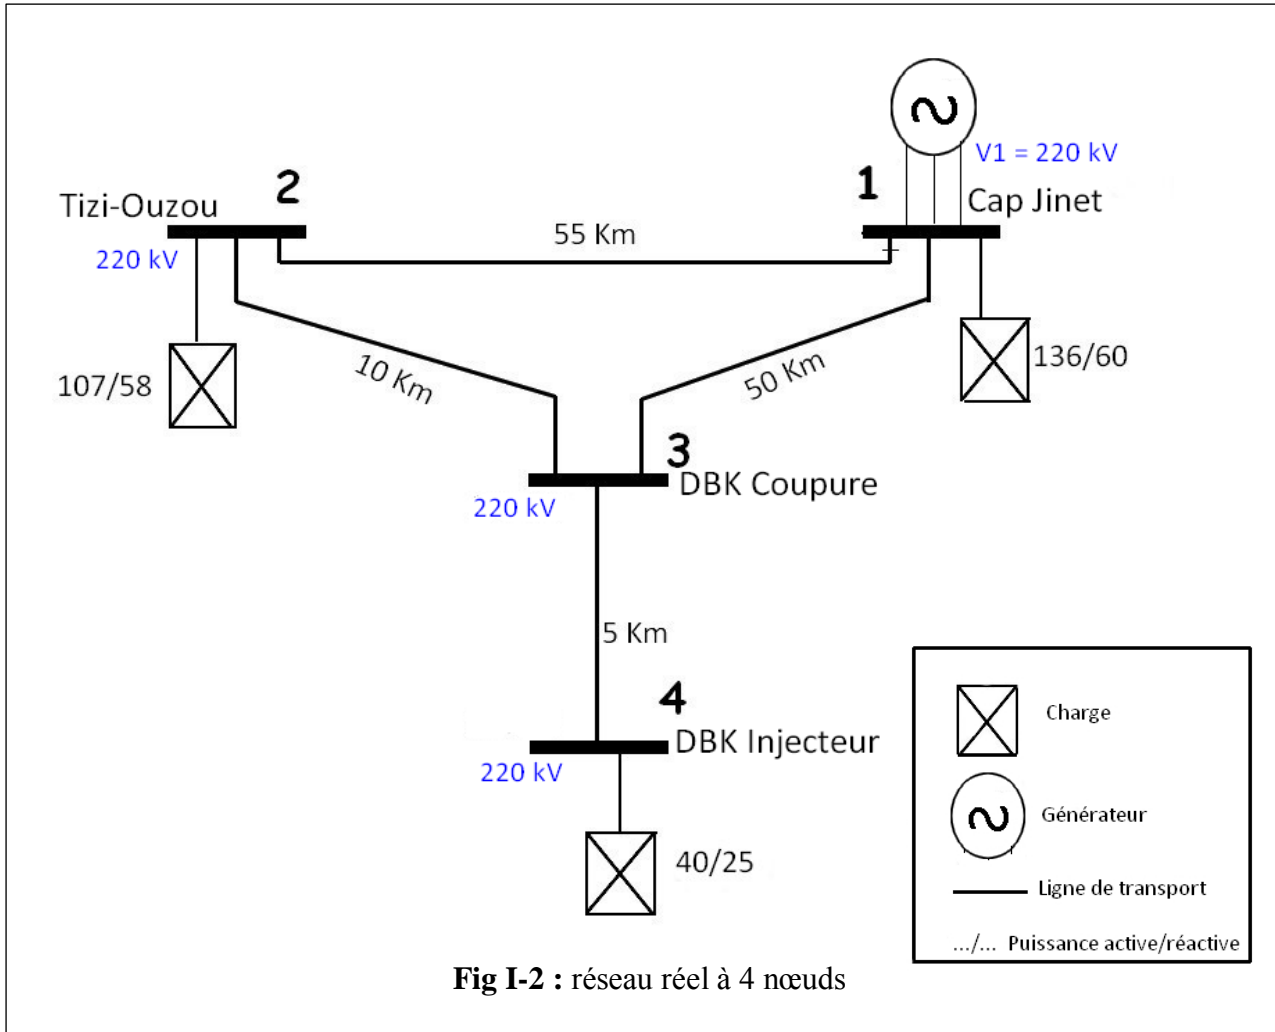 V1 = 220 kV
1
Cap Jinet
2
Tizi-Ouzou
220 kV
55 Km
107/58
10 Km
50 Km
136/60
3
DBK Coupure
220 kV
5 Km
4
DBK Injecteur
220 kV
40/25
Charge
Générateur
Ligne de transport
.../... Puissance active/réactive
Fig I-2 : réseau réel à 4 nœuds